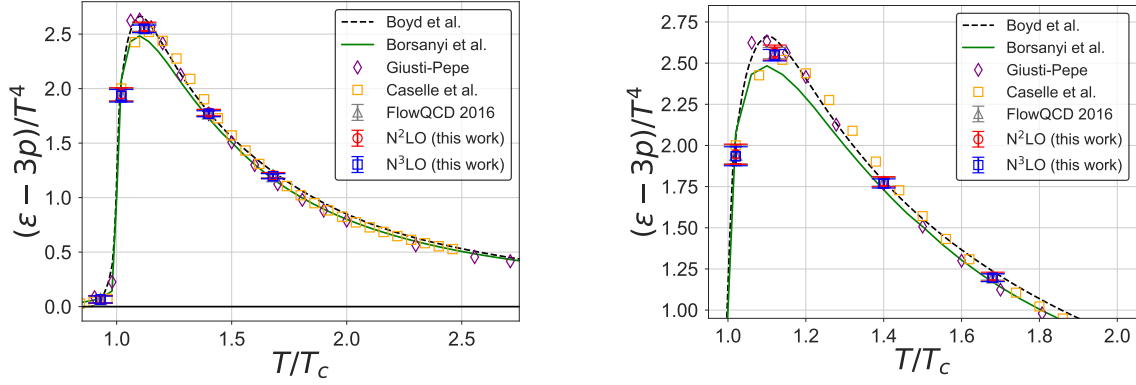 (ε − 3p)/T⁴
2.5
2.0
1.5
1.0
0.5
0.0
1.0
1.5
2.0
2.5
T/T_c
Boyd et al.
Borsanyi et al.
Giusti-Pepe
Caselle et al.
FlowQCD 2016
N²LO (this work)
N³LO (this work)
(ε − 3p)/T⁴
2.75
2.50
2.25
2.00
1.75
1.50
1.25
1.00
1.0
1.2
1.4
1.6
1.8
2.0
T/T_c
Boyd et al.
Borsanyi et al.
Giusti-Pepe
Caselle et al.
FlowQCD 2016
N²LO (this work)
N³LO (this work)